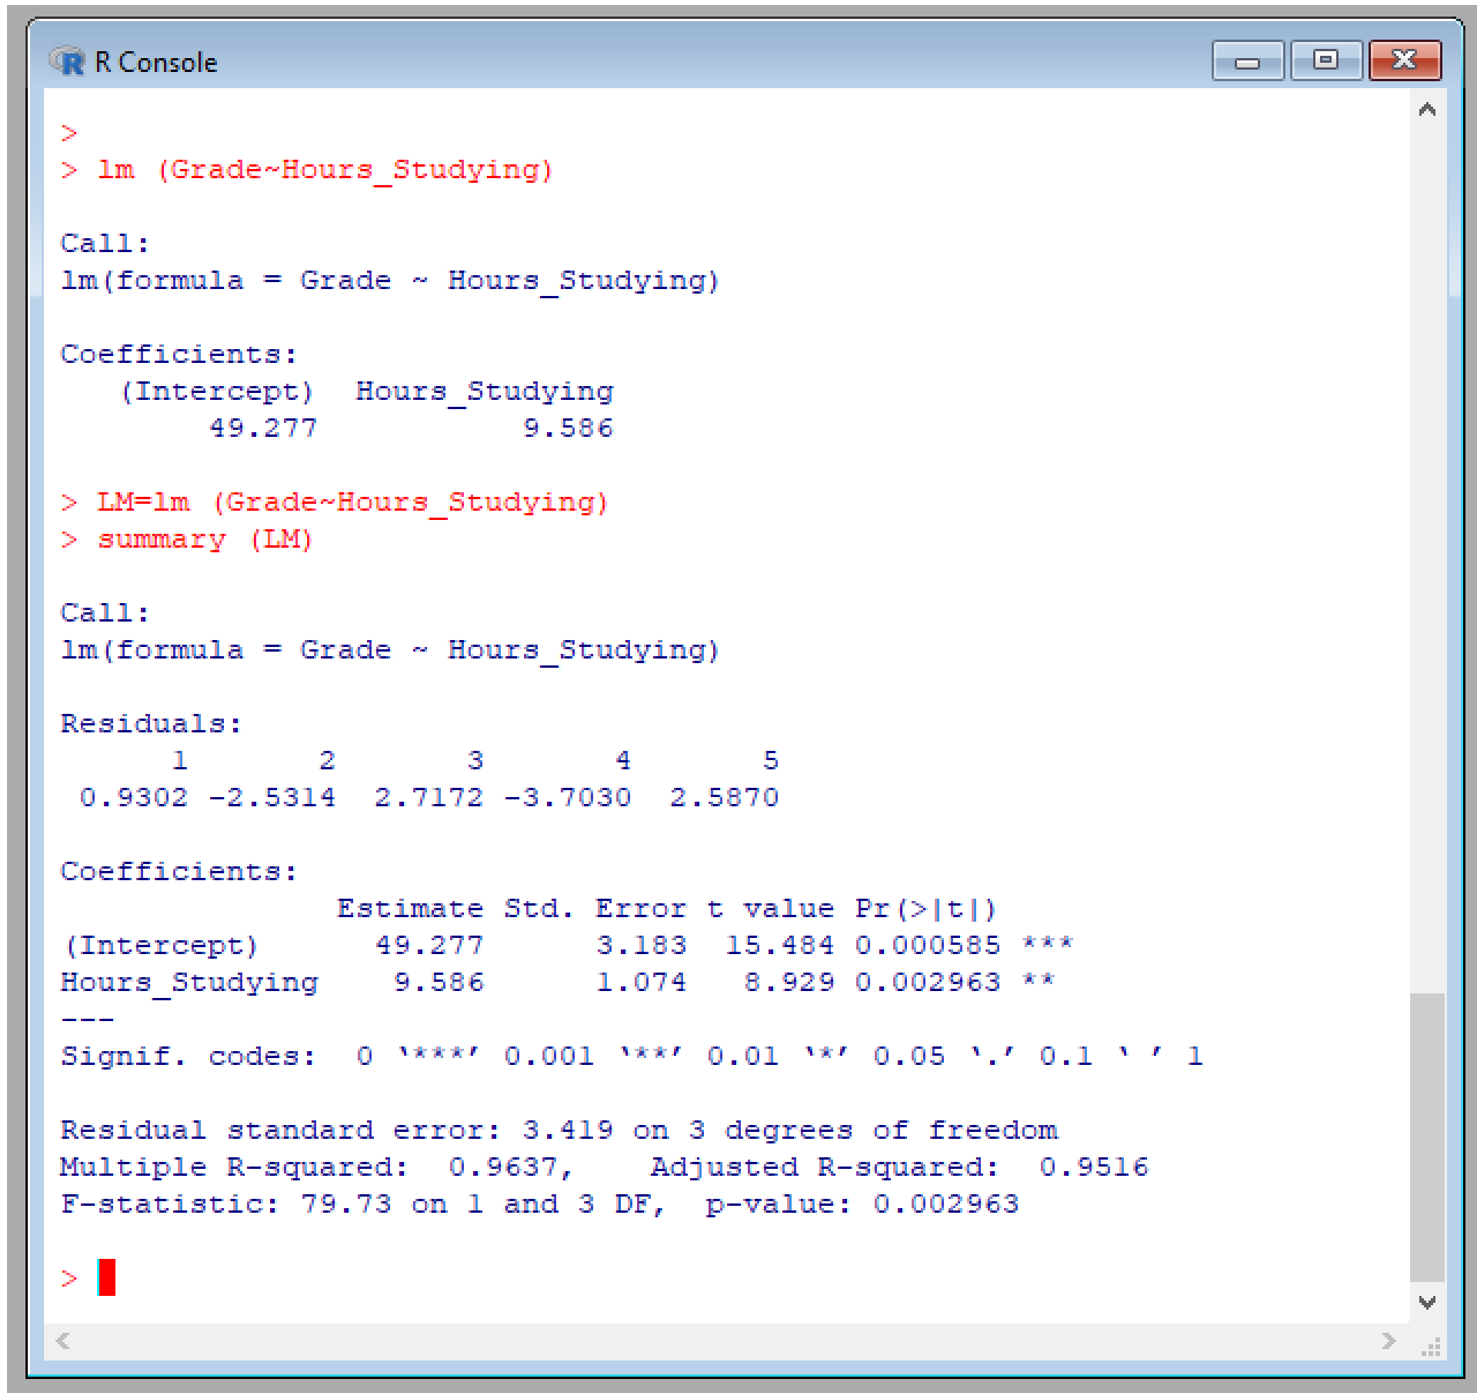 R Console
>
> lm (Grade~Hours_Studying)
Call:
lm(formula = Grade ~ Hours_Studying)
Coefficients:
(Intercept)  Hours_Studying
49.277  9.586
> LM=lm (Grade~Hours_Studying)
> summary (LM)
Call:
lm(formula = Grade ~ Hours_Studying)
Residuals:
1 2 3 4 5
0.9302 -2.5314 2.7172 -3.7030 2.5870
Coefficients:
Estimate Std. Error t value Pr(>|t|)
(Intercept) 49.277 3.183 15.484 0.000585 ***
Hours_Studying 9.586 1.074 8.929 0.002963 **
---
Signif. codes: 0 ‘***’ 0.001 ‘**’ 0.01 ‘*’ 0.05 ‘.’ 0.1 ‘ ’ 1
Residual standard error: 3.419 on 3 degrees of freedom
Multiple R-squared: 0.9637, Adjusted R-squared: 0.9516
F-statistic: 79.73 on 1 and 3 DF, p-value: 0.002963
>